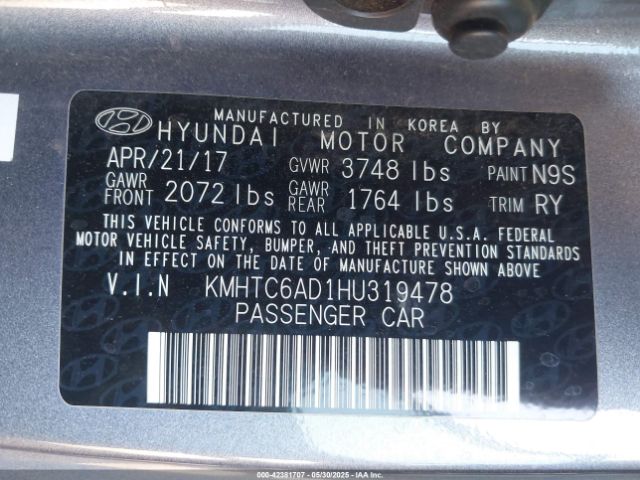 MANUFACTURED IN KOREA BY
HYUNDAI MOTOR COMPANY
APR/21/17 GVWR 3748 lbs PAINT N9S
GAWR FRONT 2072 lbs GAWR REAR 1764 lbs TRIM RY
THIS VEHICLE CONFORMS TO ALL APPLICABLE U.S.A. FEDERAL
MOTOR VEHICLE SAFETY, BUMPER, AND THEFT PREVENTION STANDARDS
IN EFFECT ON THE DATE OF MANUFACTURE SHOWN ABOVE
V.I.N KMHTC6AD1HU319478
PASSENGER CAR
000-42381707 - 05/30/2025 - IAA, Inc.